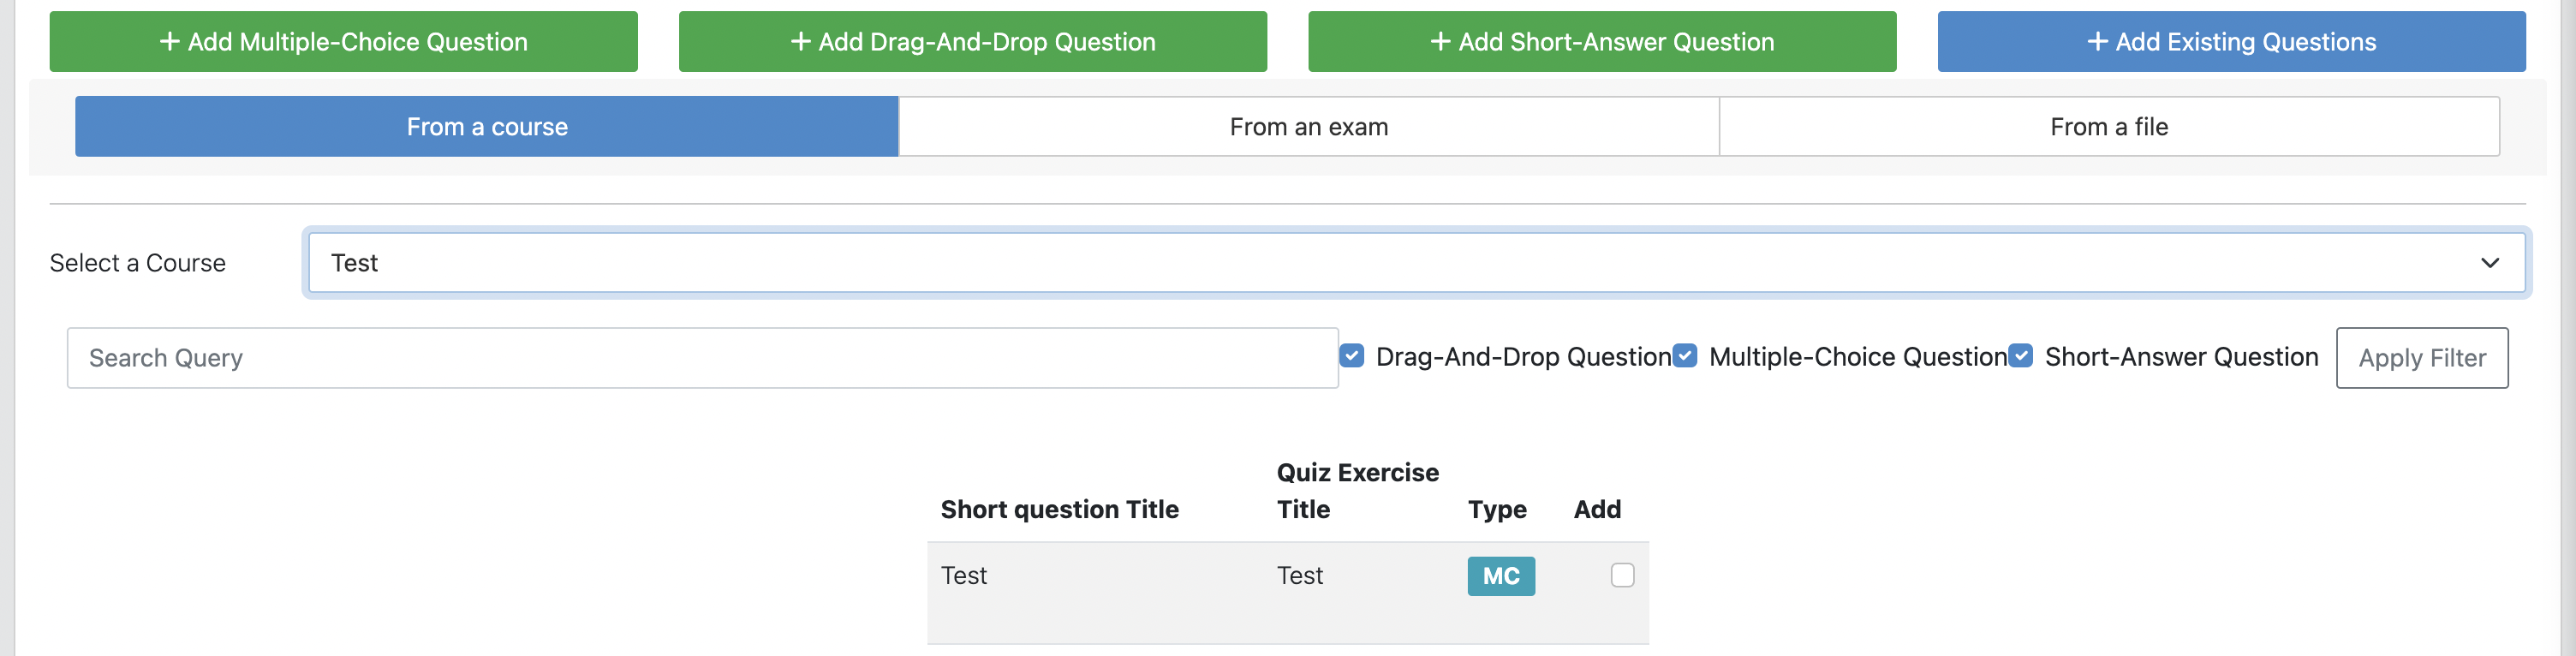 + Add Multiple-Choice Question
+ Add Drag-And-Drop Question
+ Add Short-Answer Question
+ Add Existing Questions
From a course
From an exam
From a file
Select a Course
Test
Search Query
Drag-And-Drop Question
Multiple-Choice Question
Short-Answer Question
Apply Filter
Short question Title
Quiz Exercise
Title
Type
Add
Test
Test
MC